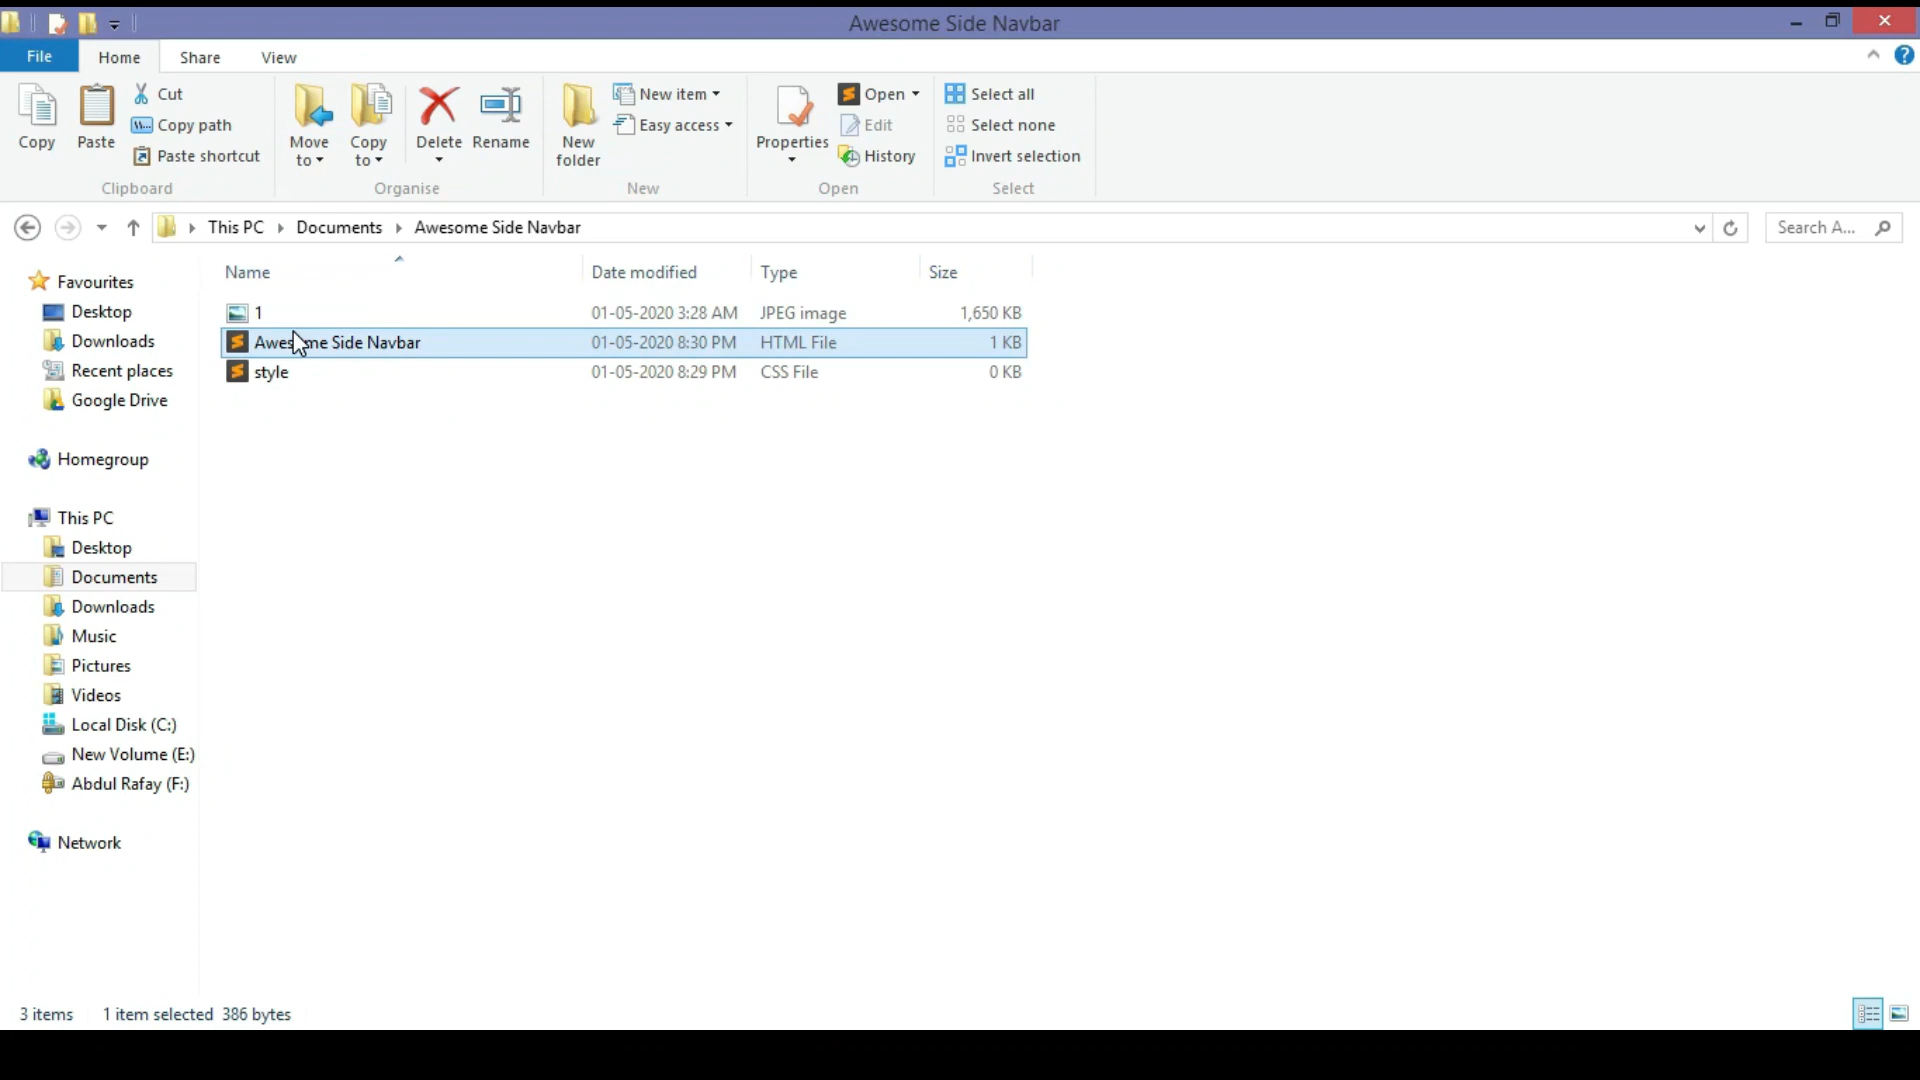 Awesome Side Navbar
File Home Share View
Copy
Paste
Cut
Copy path
Paste shortcut
Clipboard
Move to
Copy to
Delete
Rename
Organise
New folder
New item
Easy access
New
Properties
Open
Edit
History
Open
Select all
Select none
Invert selection
Select
This PC Documents Awesome Side Navbar
Search A...
Name Date modified Type Size
1 01-05-2020 3:28 AM JPEG image 1,650 KB
Awesome Side Navbar 01-05-2020 8:30 PM HTML File 1 KB
style 01-05-2020 8:29 PM CSS File 0 KB
Favourites
Desktop
Downloads
Recent places
Google Drive
Homegroup
This PC
Desktop
Documents
Downloads
Music
Pictures
Videos
Local Disk (C:)
New Volume (E:)
Abdul Rafay (F:)
Network
3 items 1 item selected 386 bytes